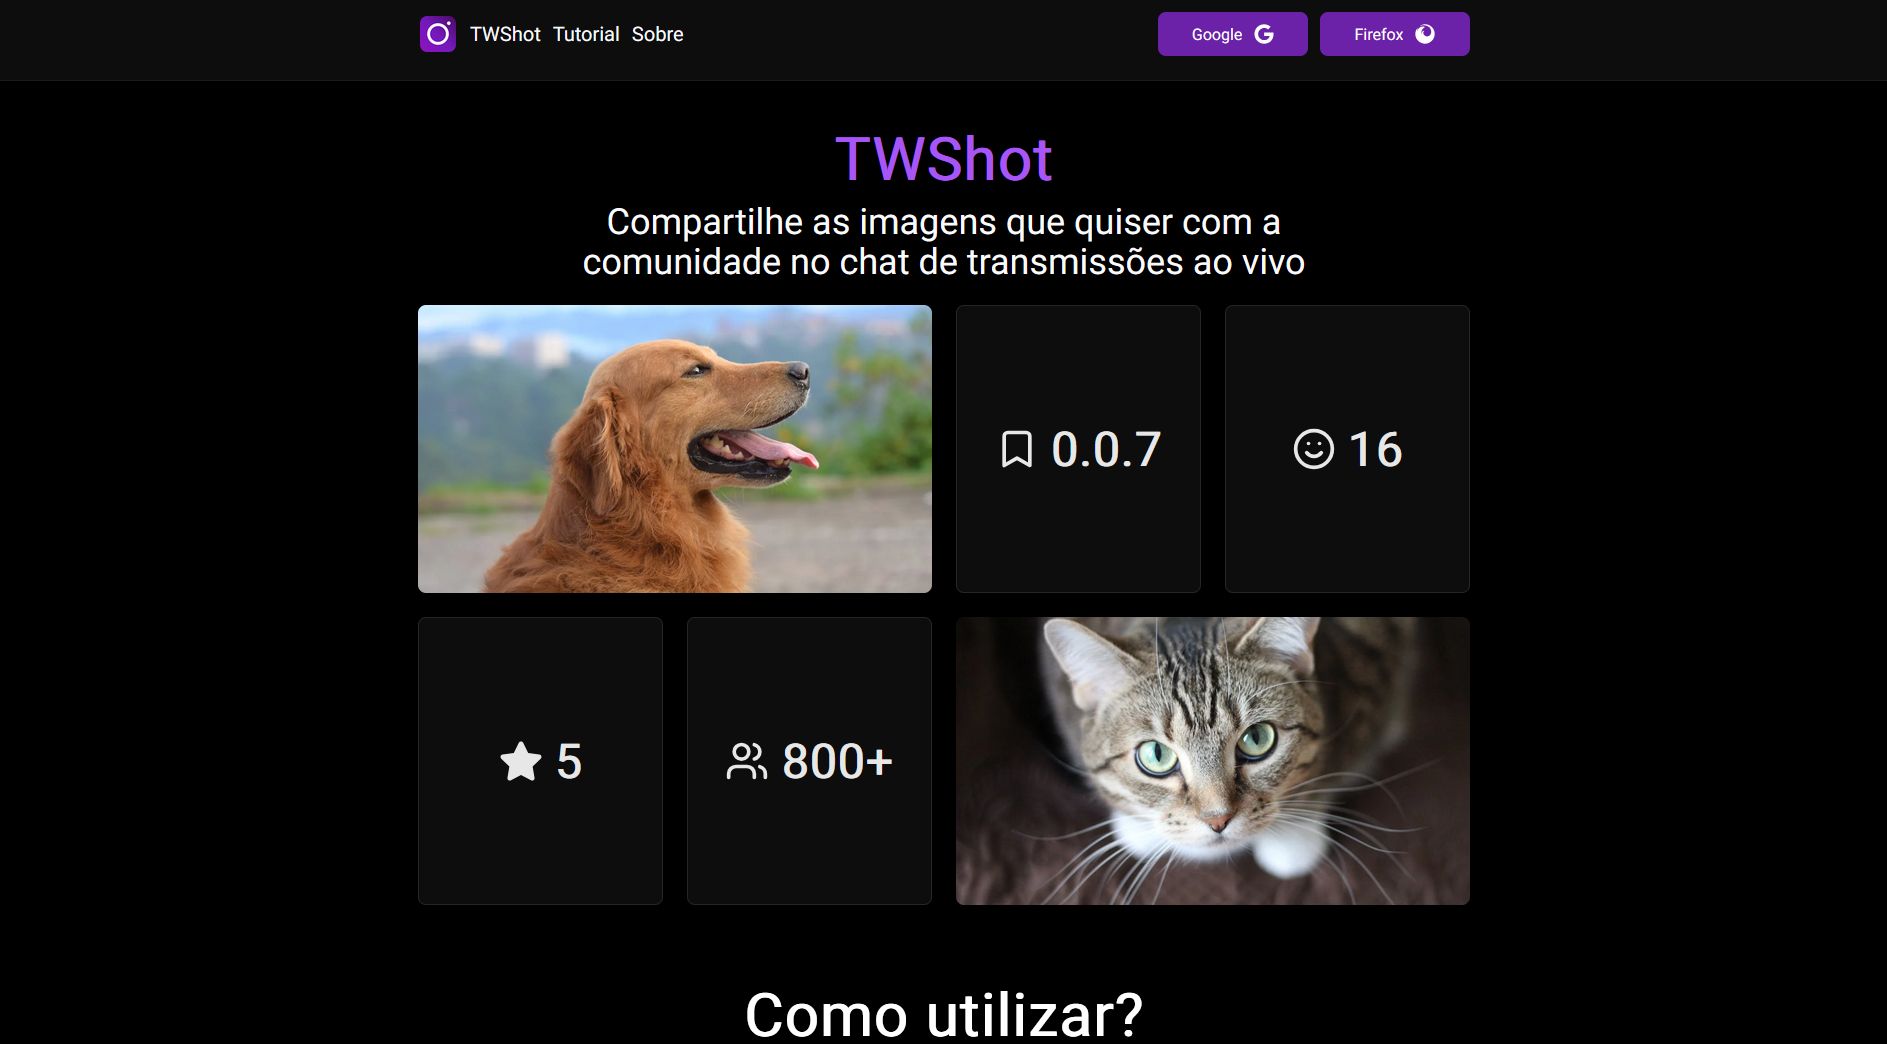 TWShot Tutorial Sobre Google Firefox
TWShot
Compartilhe as imagens que quiser com a
comunidade no chat de transmissões ao vivo
0.0.7 16
5 800+
Como utilizar?